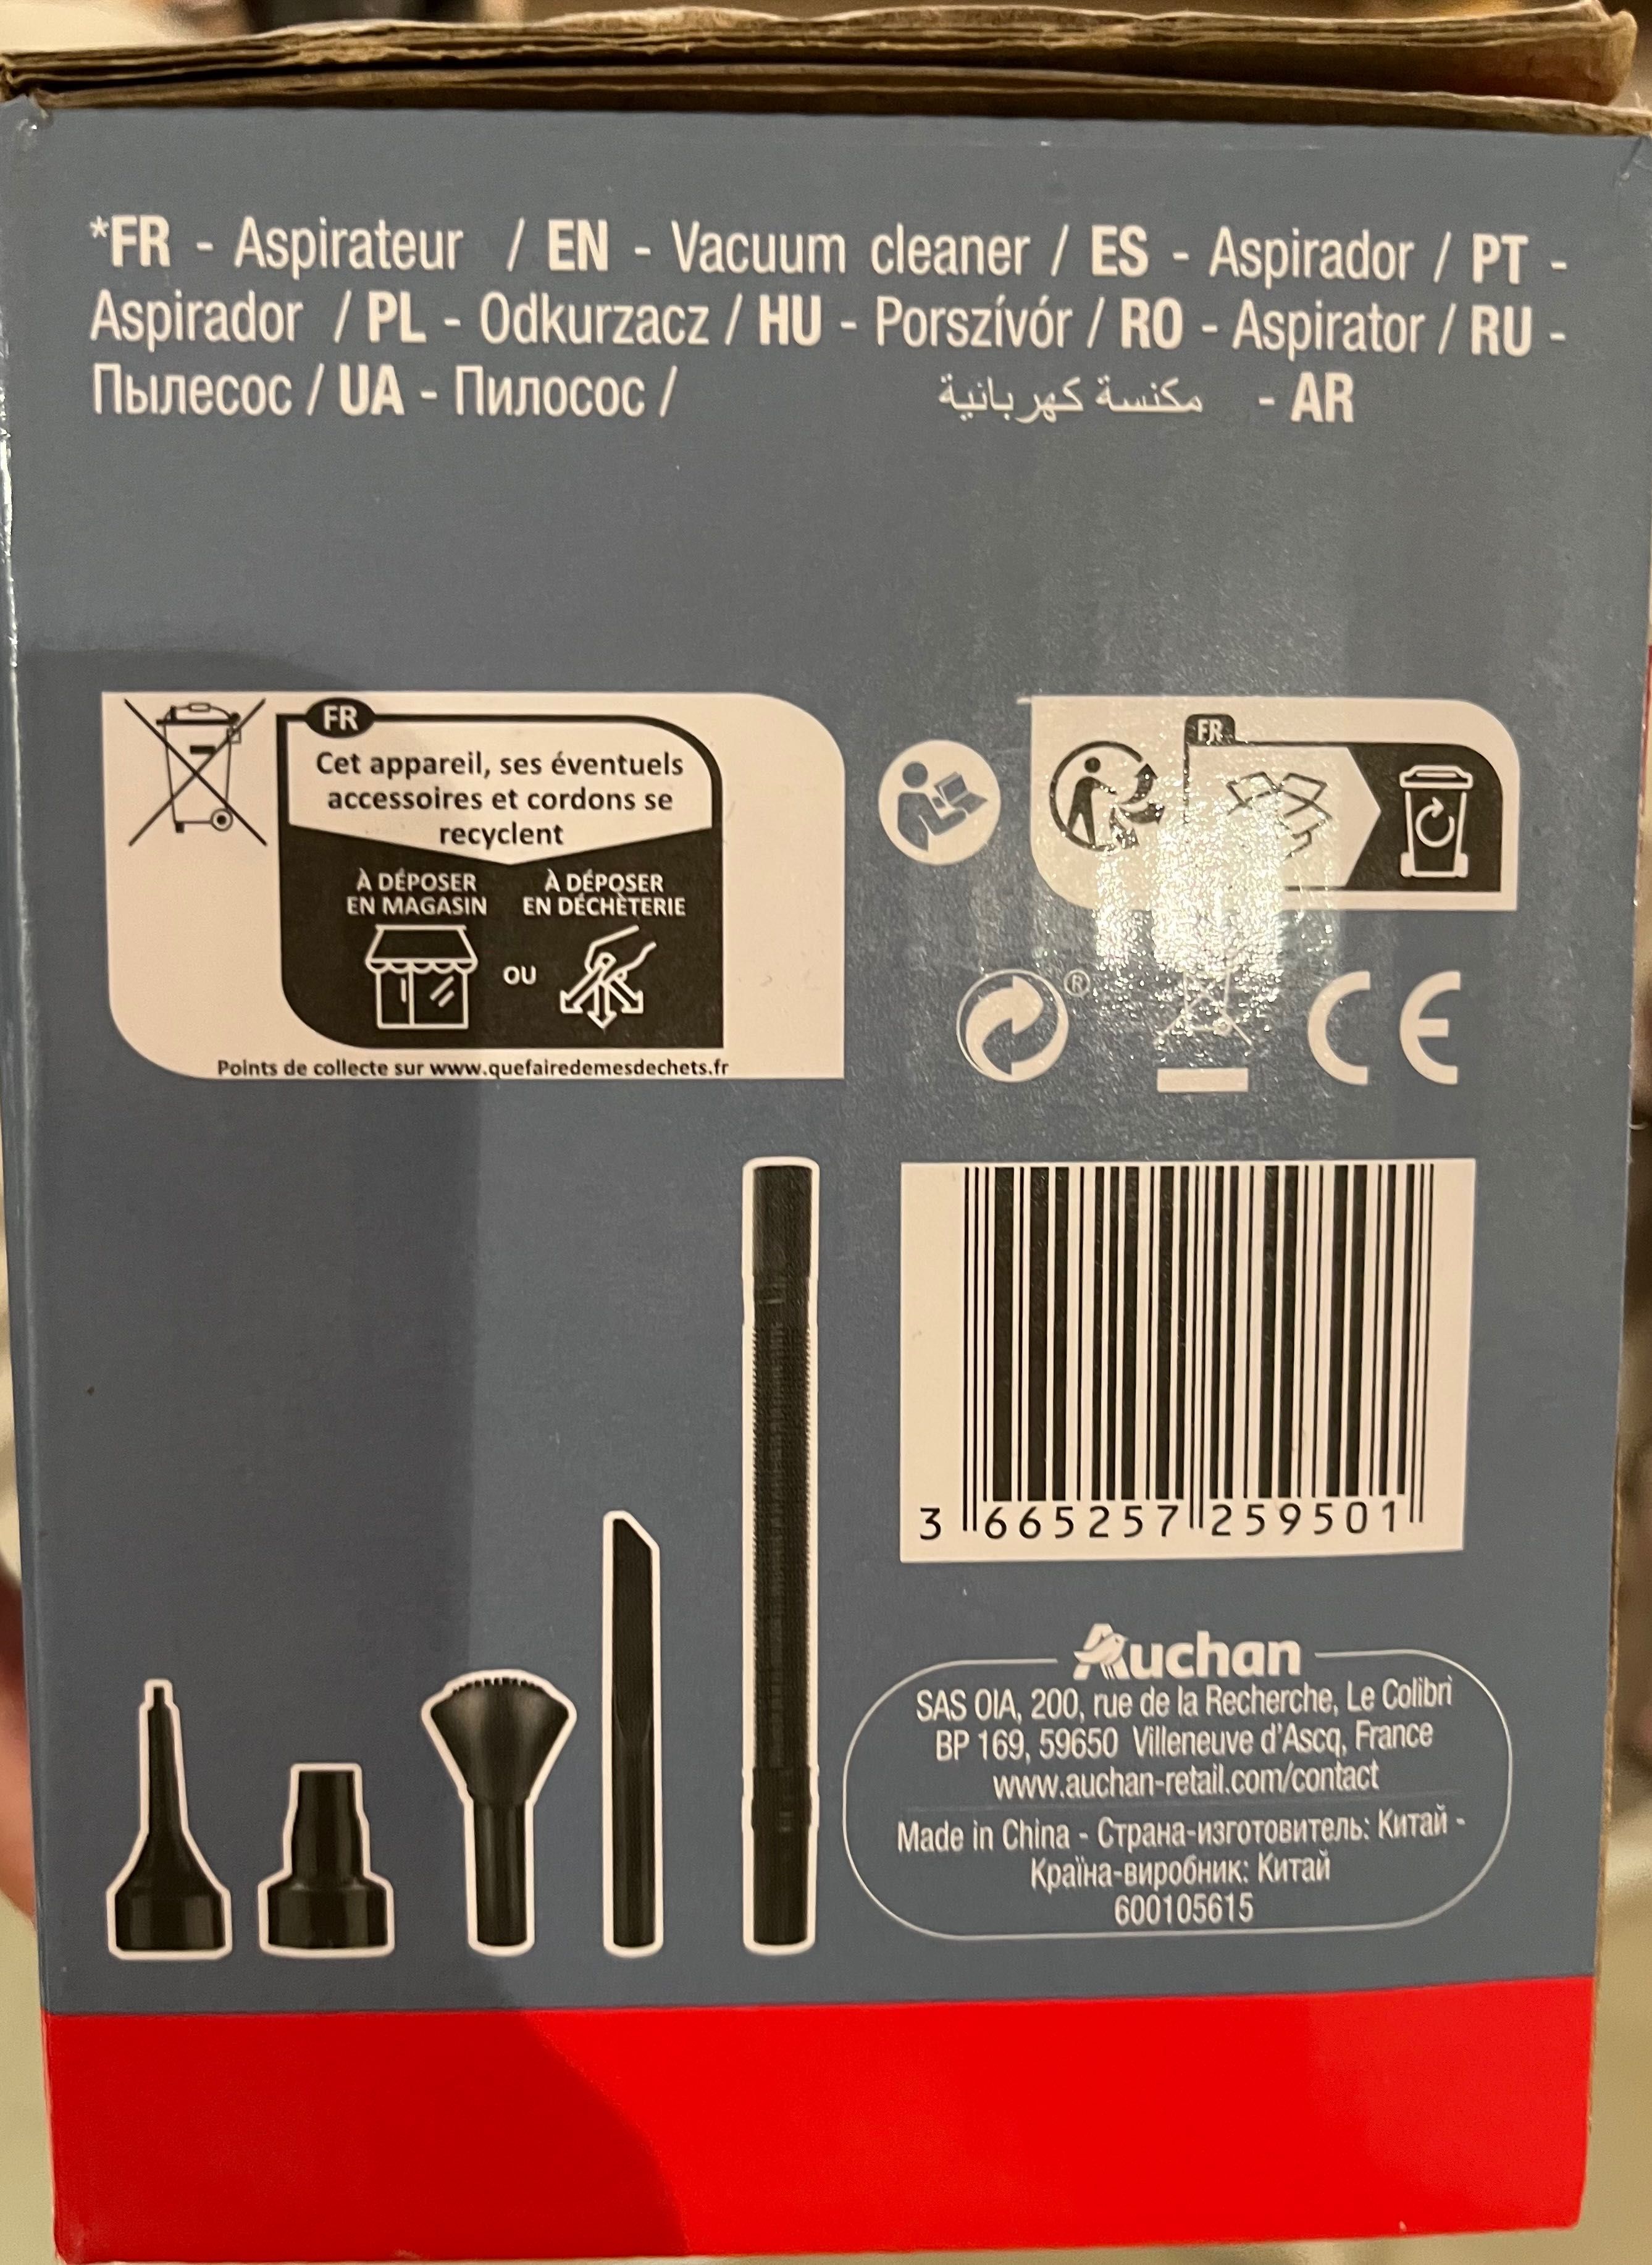 *FR - Aspirateur / EN - Vacuum cleaner / ES - Aspirador / PT -
Aspirador / PL - Odkurzacz / HU - Porszívór / RO - Aspirator / RU -
Пылесос / UA - Пилосос / مكنسة كهربانية - AR
FR
Cet appareil, ses éventuels
accessoires et cordons se
recyclent
À DÉPOSER
EN MAGASIN
OU
À DÉPOSER
EN DÉCHÈTERIE
Points de collecte sur www.quefairedemesdechets.fr
FR
®
CE
3 665257 259501
Auchan
SAS OIA, 200, rue de la Recherche, Le Colibri
BP 169, 59650 Villeneuve d'Ascq, France
www.auchan-retail.com/contact
Made in China - Страна-изготовитель: Китай -
Країна-виробник: Китай
600105615